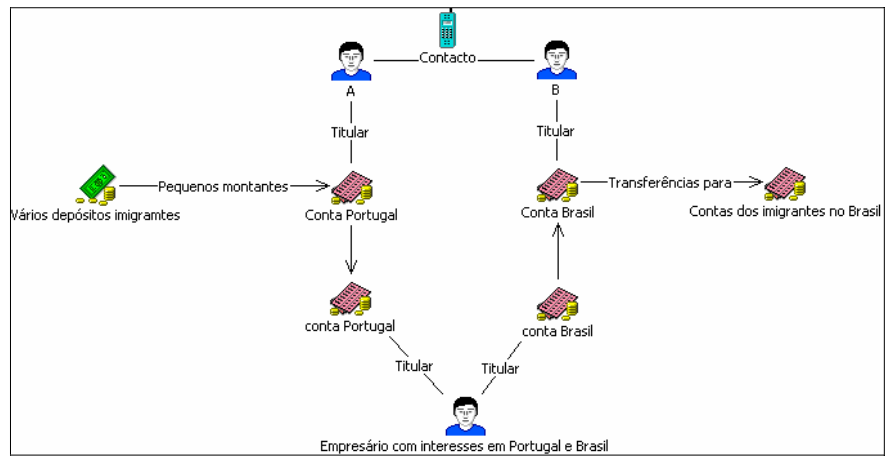 Contacto
A
B
Titular
Titular
Pequenos montantes
Transferências para
Vários depósitos imigramtes
Conta Portugal
Conta Brasil
Contas dos imigrantes no Brasil
conta Portugal
conta Brasil
Titular
Titular
Empresário com interesses em Portugal e Brasil